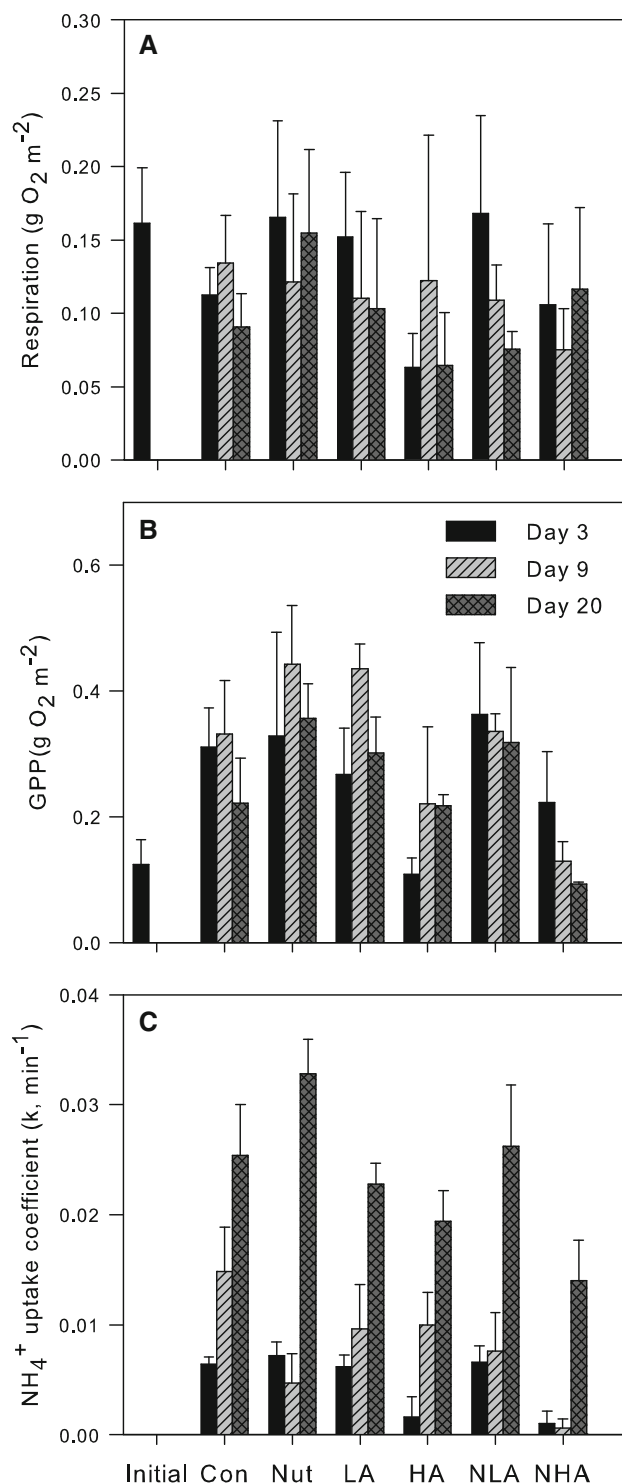 A
0.30
0.25
0.20
0.15
0.10
0.05
0.00
Respiration (g O₂ m⁻²)
B
Day 3
Day 9
Day 20
0.6
0.4
0.2
0.0
GPP(g O₂ m⁻²)
C
0.04
0.03
0.02
0.01
0.00
NH₄⁺ uptake coefficient (k, min⁻¹)
Initial Con Nut LA HA NLA NHA